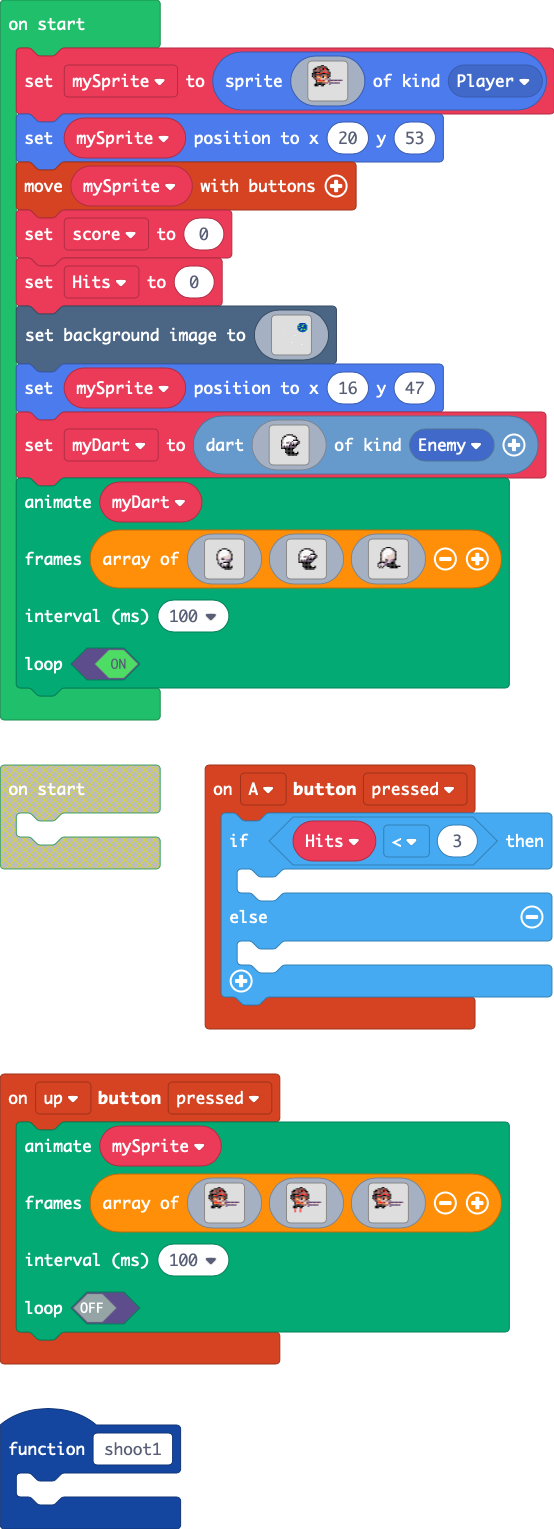 on start
set mySprite to sprite of kind Player
set mySprite position to x 20 y 53
move mySprite with buttons
set score to 0
set Hits to 0
set background image to
set mySprite position to x 16 y 47
set myDart to dart of kind Enemy
animate myDart
frames array of
interval (ms) 100
loop ON
on start
on A button pressed
if Hits < 3 then
else
on up button pressed
animate mySprite
frames array of
interval (ms) 100
loop OFF
function shoot1